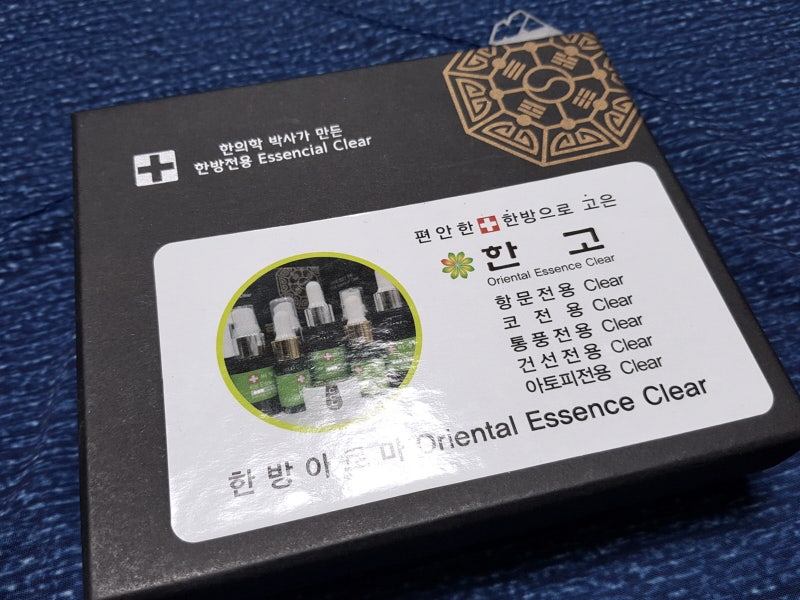 한의학 박사가 만든
한방전용 Essencial Clear
편안한 한방으로 고은
한 고
Oriental Essence Clear
항문전용 Clear
코 전 용 Clear
통풍전용 Clear
건선전용 Clear
아토피전용 Clear
한 방 이 마 Oriental Essence Clear